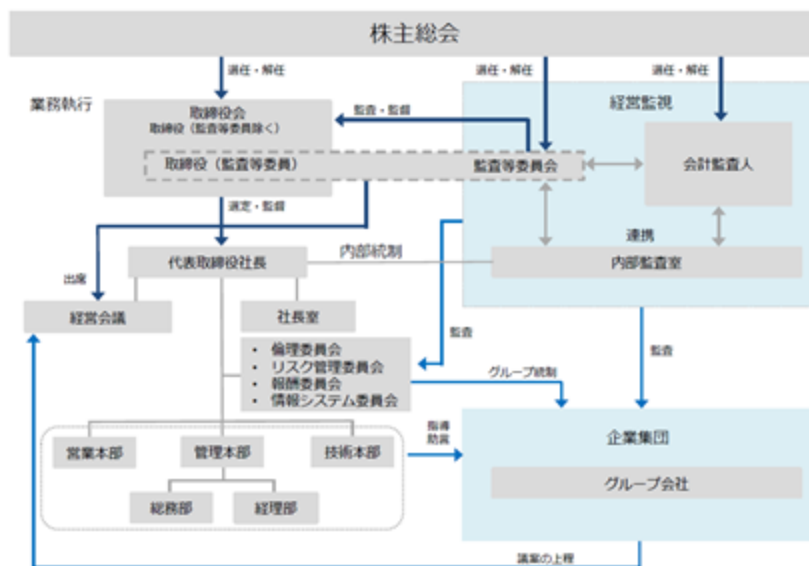 株主総会
選任・解任
選任・解任
選任・解任
業務執行
経営監視
取締役会
取締役（監査等委員除く）
監査・監督
取締役（監査等委員）
監査等委員会
会計監査人
選定・監督
連携
代表取締役社長
内部統制
内部監査室
出席
経営会議
社長室
監査
監査
・ 倫理委員会
・ リスク管理委員会
・ 報酬委員会
・ 情報システム委員会
グループ統制
営業本部
管理本部
技術本部
指導
助言
企業集団
総務部
経理部
グループ会社
議案の上程